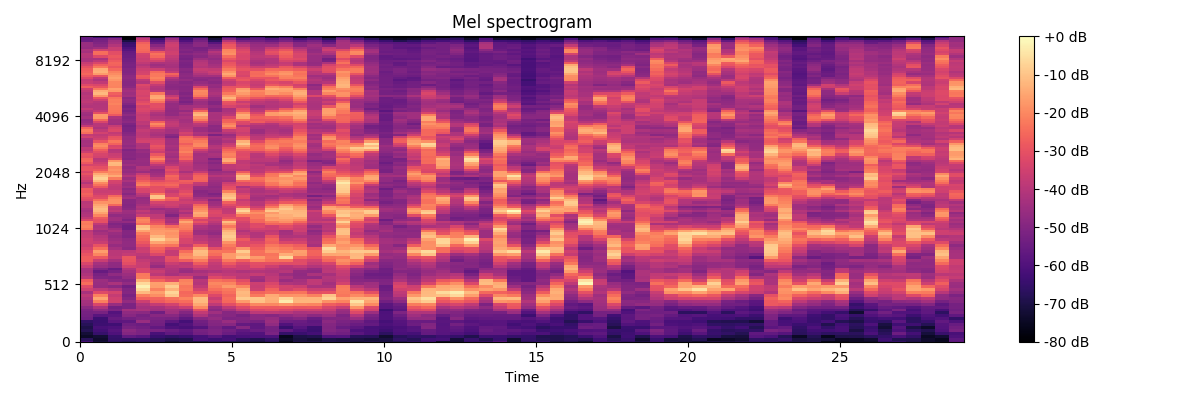 Mel spectrogram
Hz
8192
4096
2048
1024
512
0
0 5 10 15 20 25
Time
+0 dB
-10 dB
-20 dB
-30 dB
-40 dB
-50 dB
-60 dB
-70 dB
-80 dB